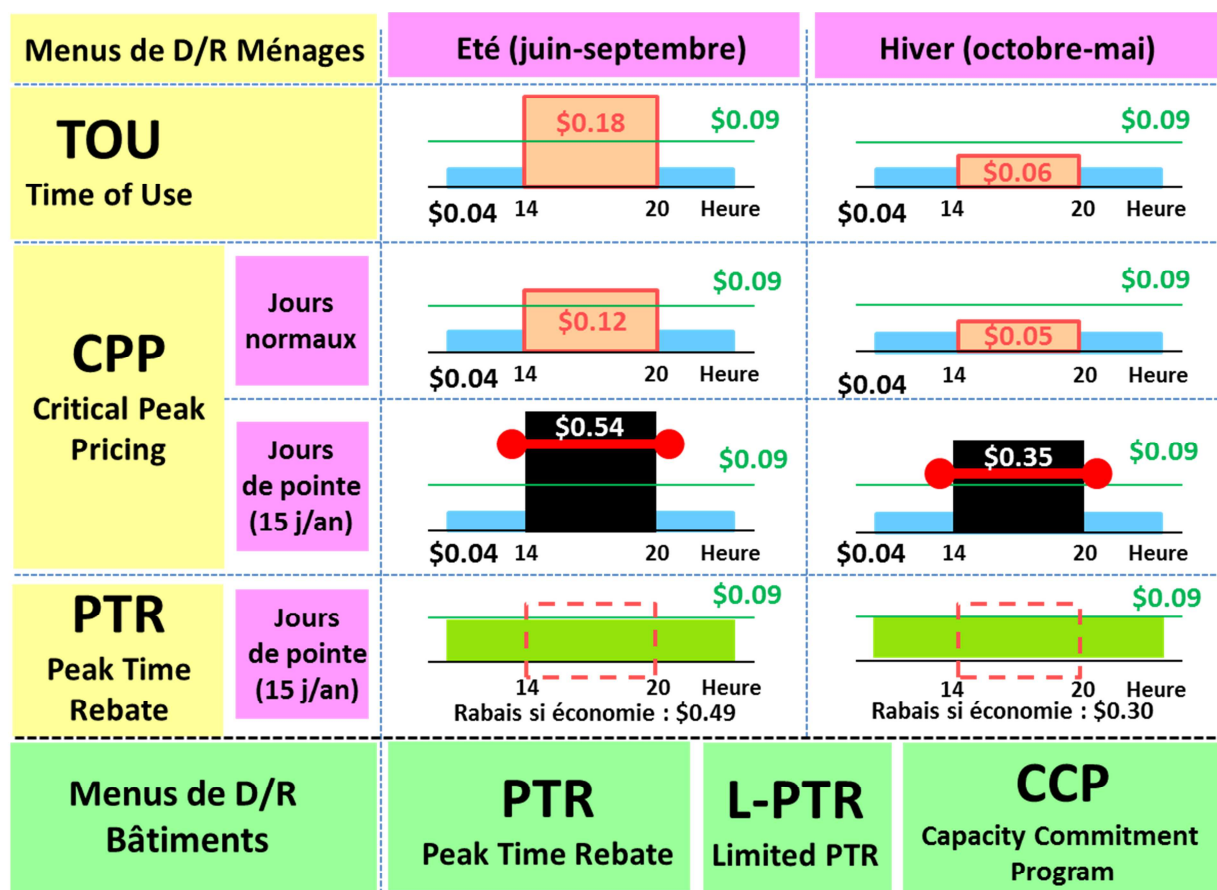 Menus de D/R Ménages
Eté (juin-septembre)
Hiver (octobre-mai)
TOU
Time of Use
$0.18
$0.09
$0.04
14
20
Heure
$0.09
$0.06
$0.04
14
20
Heure
CPP
Critical Peak
Pricing
Jours
normaux
$0.09
$0.12
$0.04
14
20
Heure
$0.09
$0.05
$0.04
14
20
Heure
Jours
de pointe
(15 j/an)
$0.54
$0.09
$0.04
14
20
Heure
$0.35
$0.09
$0.04
14
20
Heure
PTR
Peak Time
Rebate
Jours
de pointe
(15 j/an)
$0.09
14
20
Heure
Rabais si économie : $0.49
$0.09
14
20
Heure
Rabais si économie : $0.30
Menus de D/R
Bâtiments
PTR
Peak Time Rebate
L-PTR
Limited PTR
CCP
Capacity Commitment
Program